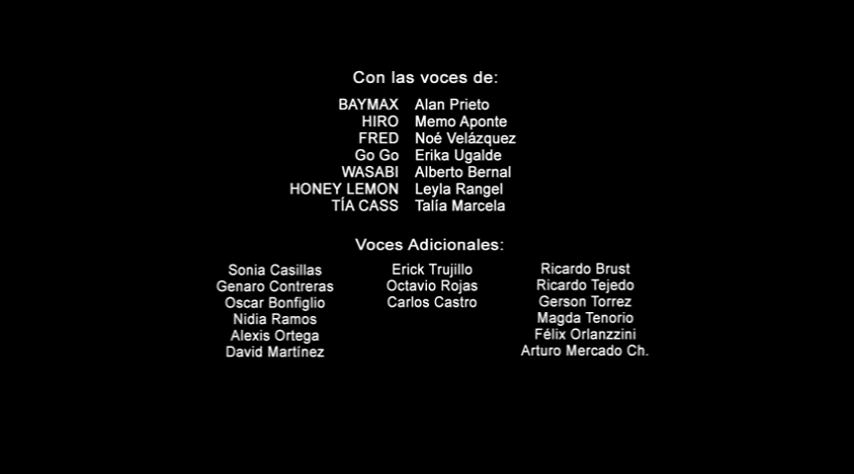 Con las voces de:
BAYMAX Alan Prieto
HIRO Memo Aponte
FRED Noé Velázquez
Go Go Erika Ugalde
WASABI Alberto Bernal
HONEY LEMON Leyla Rangel
TÍA CASS Talía Marcela
Voces Adicionales:
Sonia Casillas Erick Trujillo Ricardo Brust
Genaro Contreras Octavio Rojas Ricardo Tejedo
Oscar Bonfiglio Carlos Castro Gerson Torrez
Nidia Ramos Magda Tenorio
Alexis Ortega Félix Orlanzzini
David Martínez Arturo Mercado Ch.